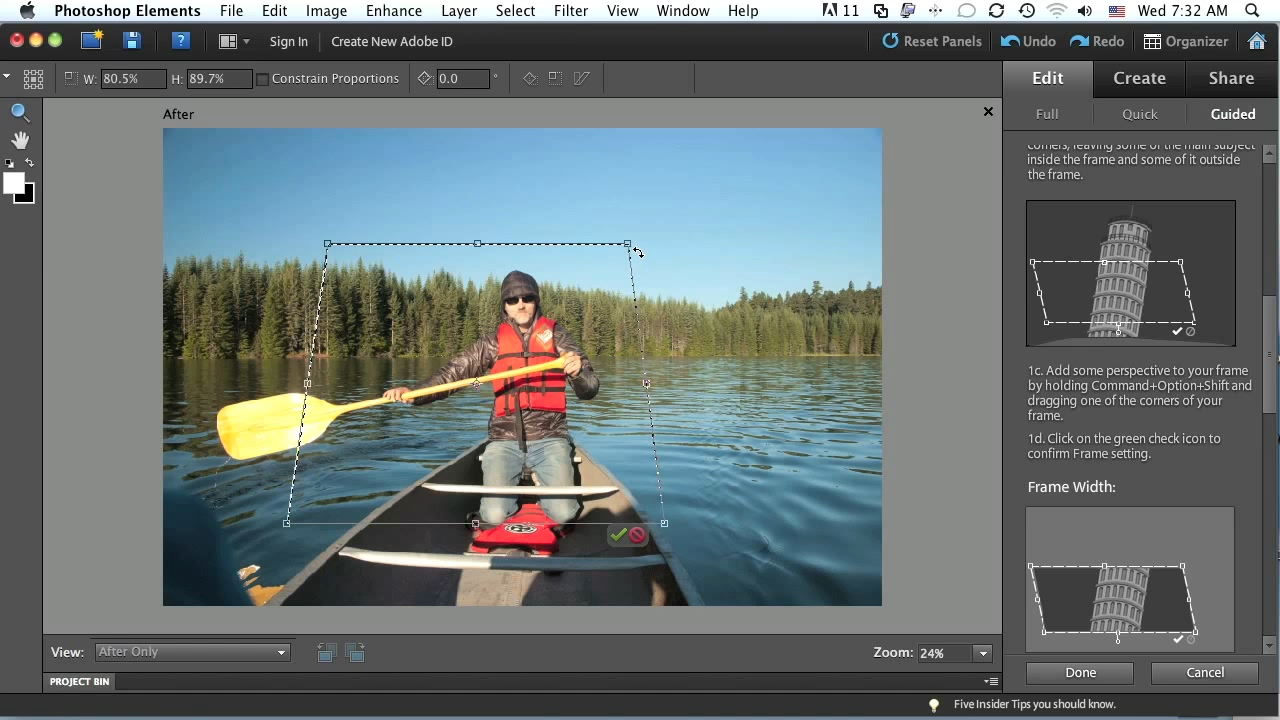 Photoshop Elements File Edit Image Enhance Layer Select Filter View Window Help 11 Wed 7:32 AM
? Sign In Create New Adobe ID Reset Panels Undo Redo Organizer
W: 80.5% H: 89.7% Constrain Proportions 0.0 °
Edit Create Share
Full Quick Guided
After
corners, leaving some of the main subject
inside the frame and some of it outside
the frame.
1c. Add some perspective to your frame
by holding Command+Option+Shift and
dragging one of the corners of your
frame.
1d. Click on the green check icon to
confirm Frame setting.
Frame Width:
View: After Only Zoom: 24%
Done Cancel
PROJECT BIN
Five Insider Tips you should know.